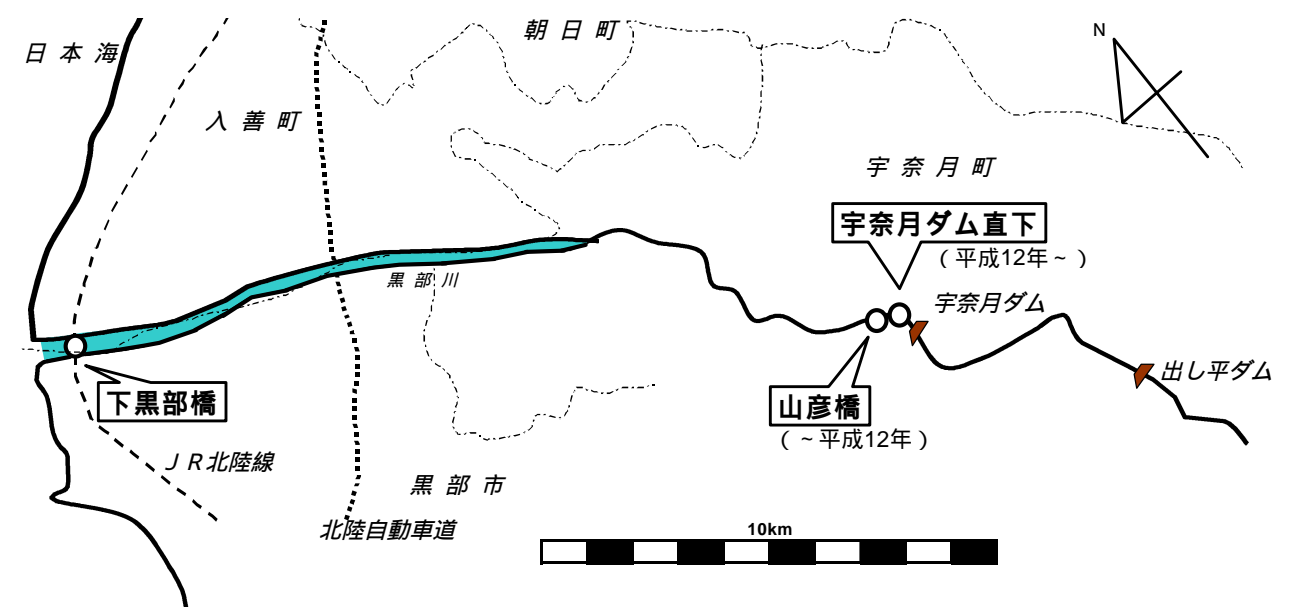 朝日町
N
日本海
入善町
宇奈月町
宇奈月ダム直下
（平成12年～）
黒部川
宇奈月ダム
出し平ダム
下黒部橋
山彦橋
（～平成12年）
ＪＲ北陸線
黒部市
北陸自動車道
10km